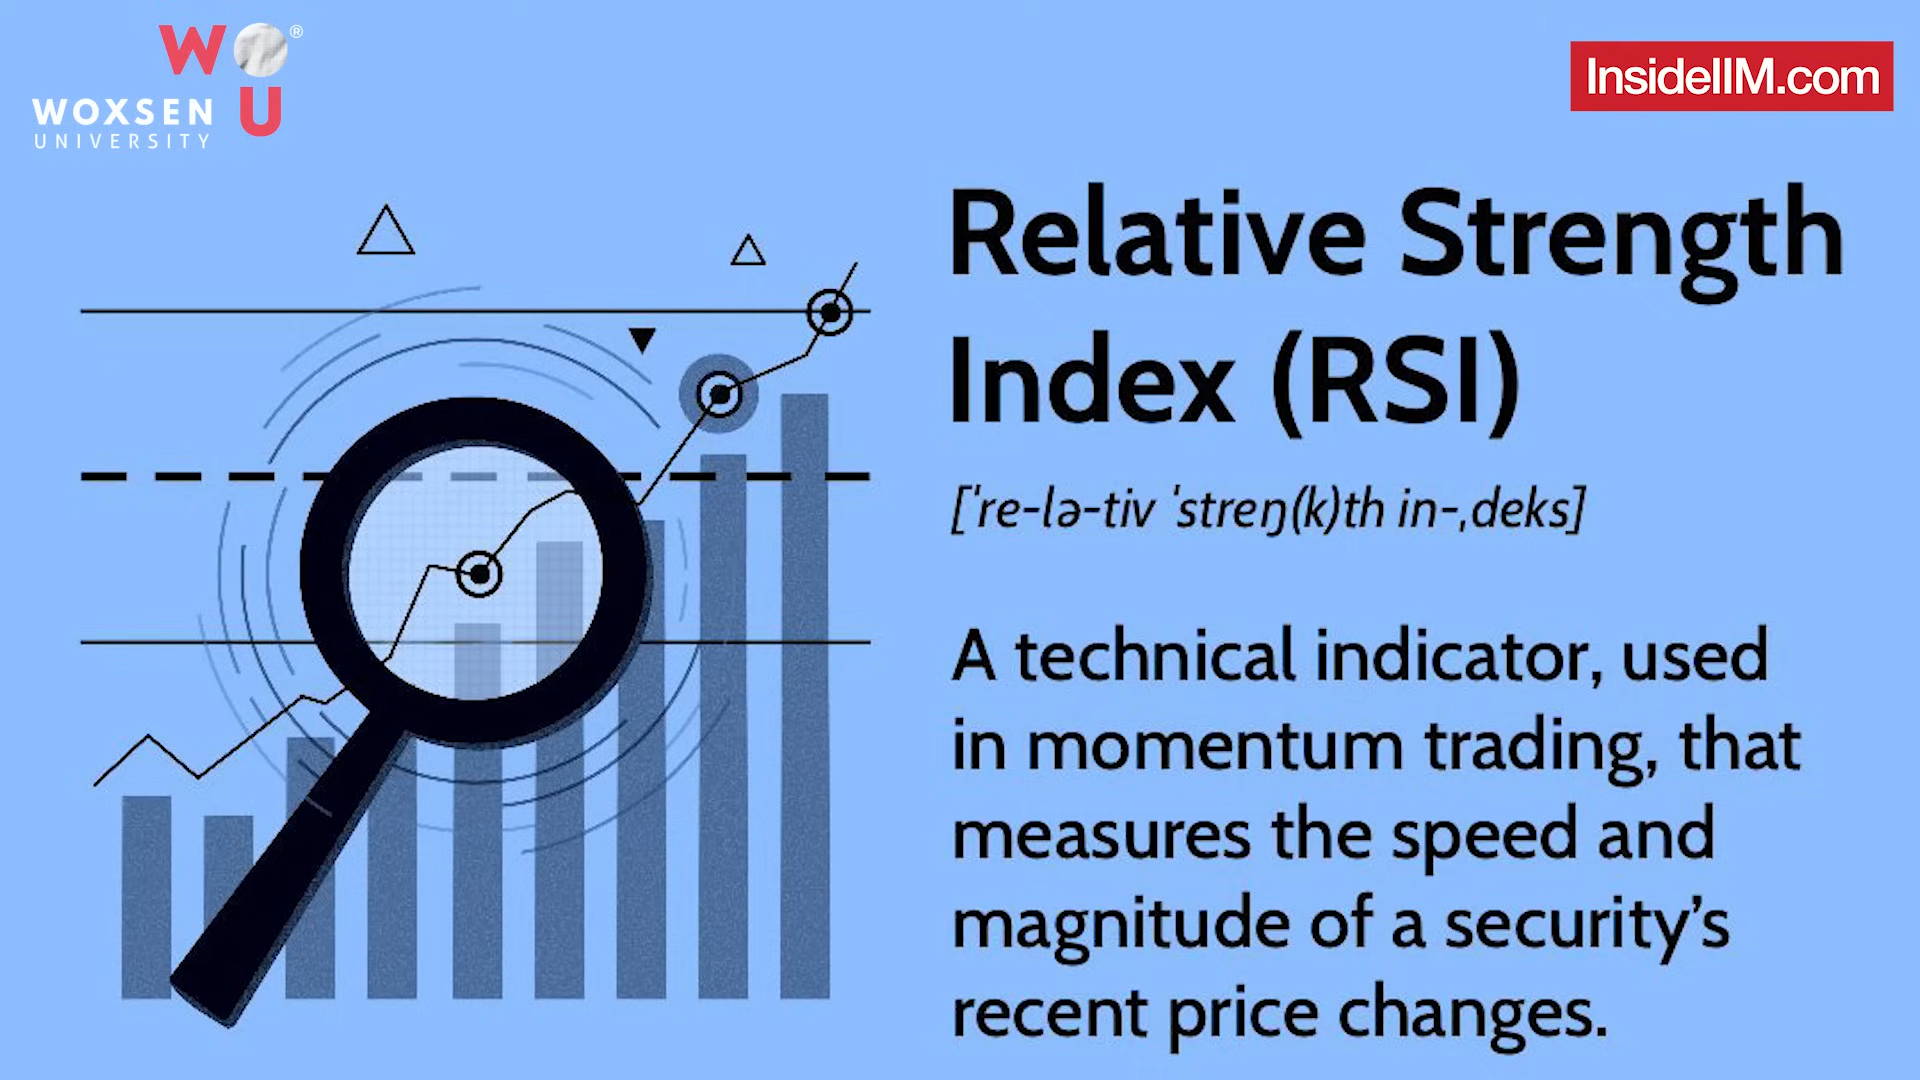 W ®
WOXSEN U
UNIVERSITY
InsideIIM.com
Relative Strength
Index (RSI)
[ˈre-lə-tiv ˈstreŋ(k)th in-ˌdeks]
A technical indicator, used
in momentum trading, that
measures the speed and
magnitude of a security’s
recent price changes.